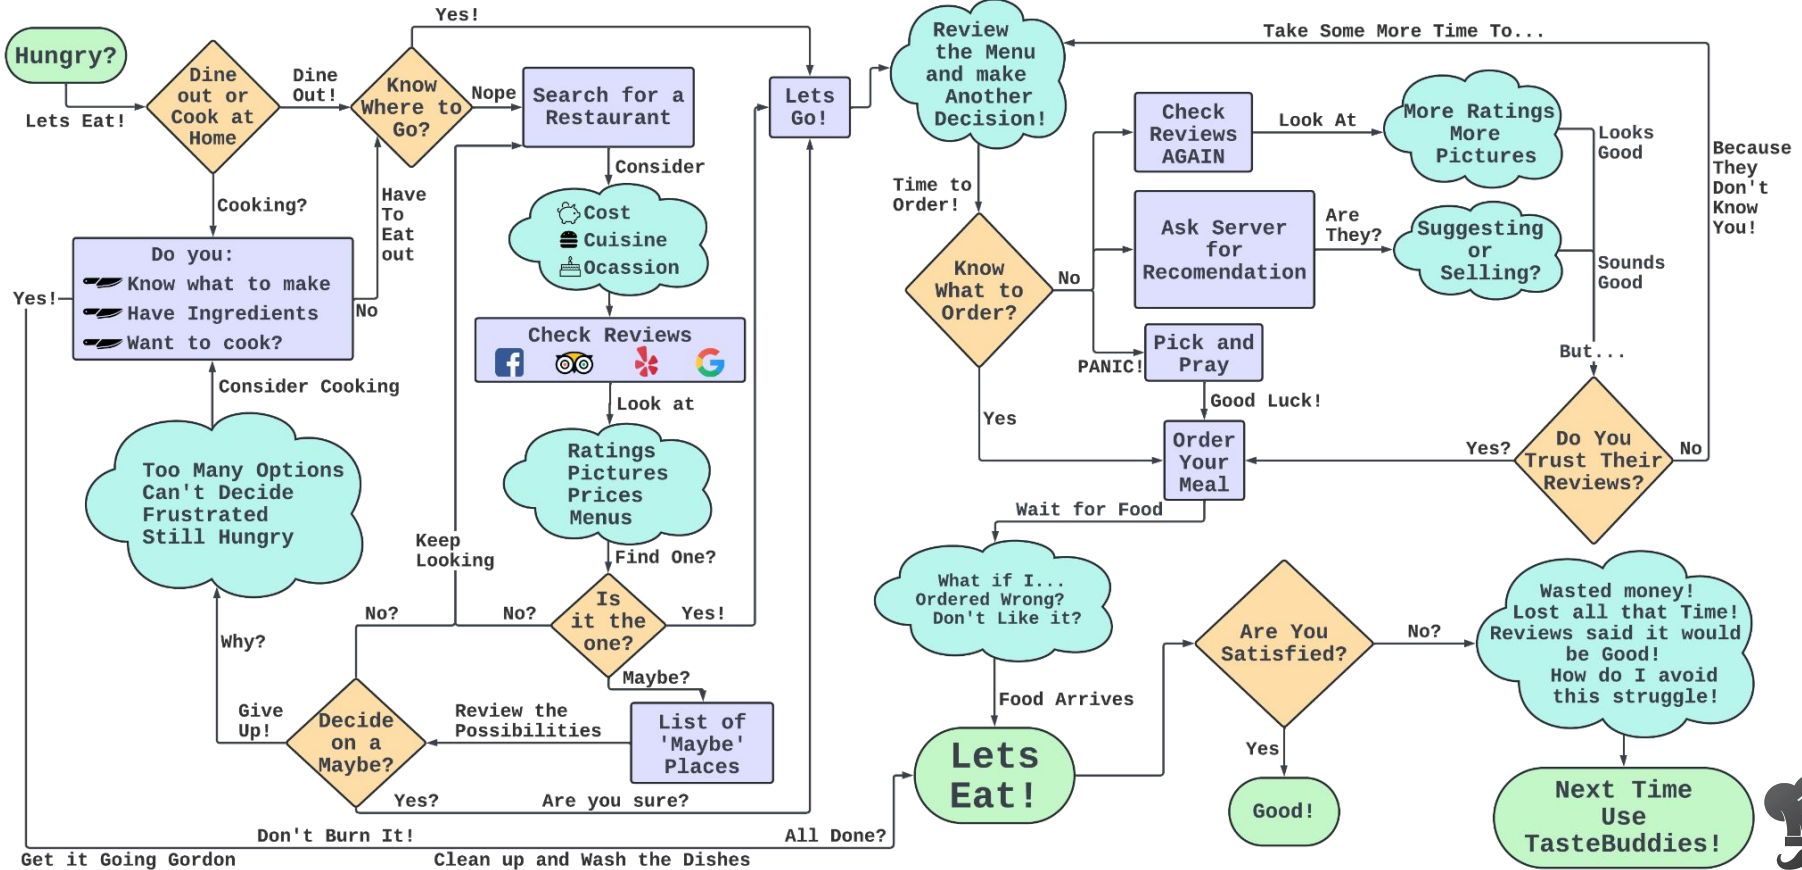 Hungry?
Lets Eat!
Dine
out or
Cook at
Home
Dine
Out!
Cooking?
Know
Where to
Go?
Yes!
Nope
Have
To
Eat
out
Do you:
Know what to make
Have Ingredients
Want to cook?
Yes!
No
Consider Cooking
Too Many Options
Can't Decide
Frustrated
Still Hungry
Why?
Give
Up!
Search for a
Restaurant
Consider
Cost
Cuisine
Ocassion
Check Reviews
Look at
Ratings
Pictures
Prices
Menus
Find One?
Keep
Looking
Is
it the
one?
No?
Yes!
Maybe?
List of
'Maybe'
Places
Review the
Possibilities
Decide
on a
Maybe?
No?
Yes?
Are you sure?
Don't Burn It!
All Done?
Get it Going Gordon
Clean up and Wash the Dishes
Lets
Go!
Review
the Menu
and make
Another
Decision!
Take Some More Time To...
Time to
Order!
Know
What to
Order?
No
Yes
PANIC!
Check
Reviews
AGAIN
Look At
More Ratings
More
Pictures
Looks
Good
Ask Server
for
Recomendation
Are
They?
Suggesting
or
Selling?
Sounds
Good
Pick and
Pray
Good Luck!
But...
Because
They
Don't
Know
You!
Do You
Trust Their
Reviews?
Yes?
No
Order
Your
Meal
Wait for Food
What if I...
Ordered Wrong?
Don't Like it?
Food Arrives
Lets
Eat!
Are You
Satisfied?
Yes
Good!
No?
Wasted money!
Lost all that Time!
Reviews said it would
be Good!
How do I avoid
this struggle!
Next Time
Use
TasteBuddies!